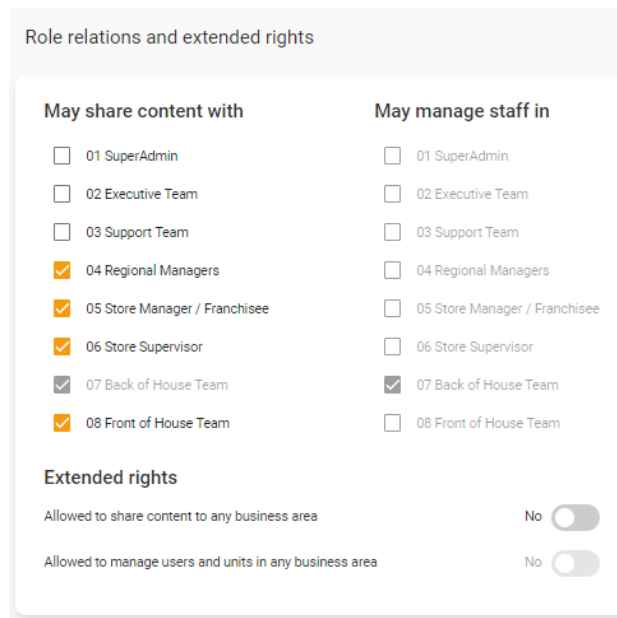 Role relations and extended rights
May share content with
01 SuperAdmin
02 Executive Team
03 Support Team
04 Regional Managers
05 Store Manager / Franchisee
06 Store Supervisor
07 Back of House Team
08 Front of House Team
May manage staff in
01 SuperAdmin
02 Executive Team
03 Support Team
04 Regional Managers
05 Store Manager / Franchisee
06 Store Supervisor
07 Back of House Team
08 Front of House Team
Extended rights
Allowed to share content to any business area No
Allowed to manage users and units in any business area No